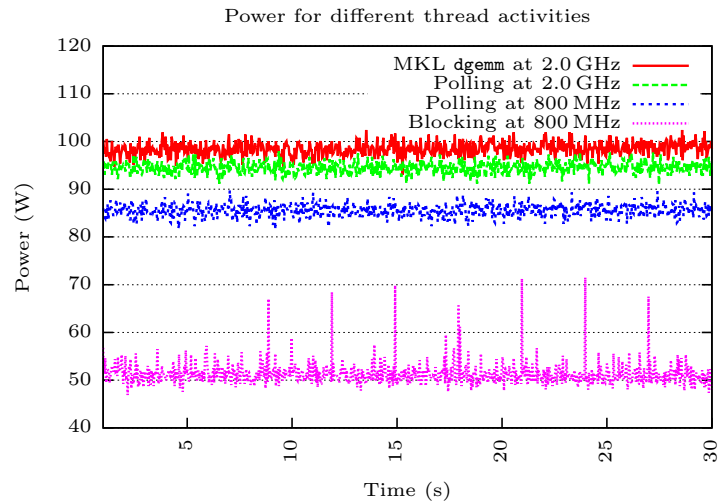 Power for different thread activities
120
110
100
90
80
70
60
50
40
Power (W)
MKL dgemm at 2.0 GHz
Polling at 2.0 GHz
Polling at 800 MHz
Blocking at 800 MHz
5
10
15
20
25
30
Time (s)